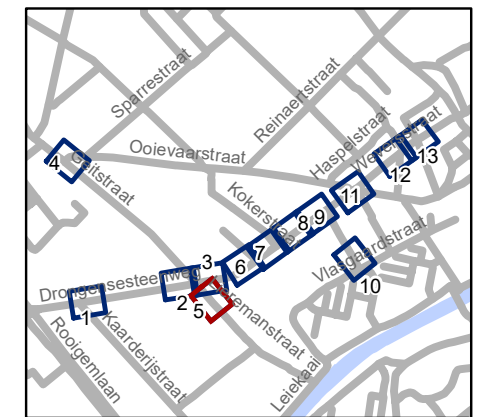 Sparrestraat
Reinaertstraat
Haspelstraat
Weverstraat
Ooievaarstraat
Geitstraat
Kokerstraat
Vlasgaardstraat
Drongensesteenweg
Kaarderijstraat
Rooigemlaan
Leiekaai
1
2
3
4
5
6
7
8
9
10
11
12
13